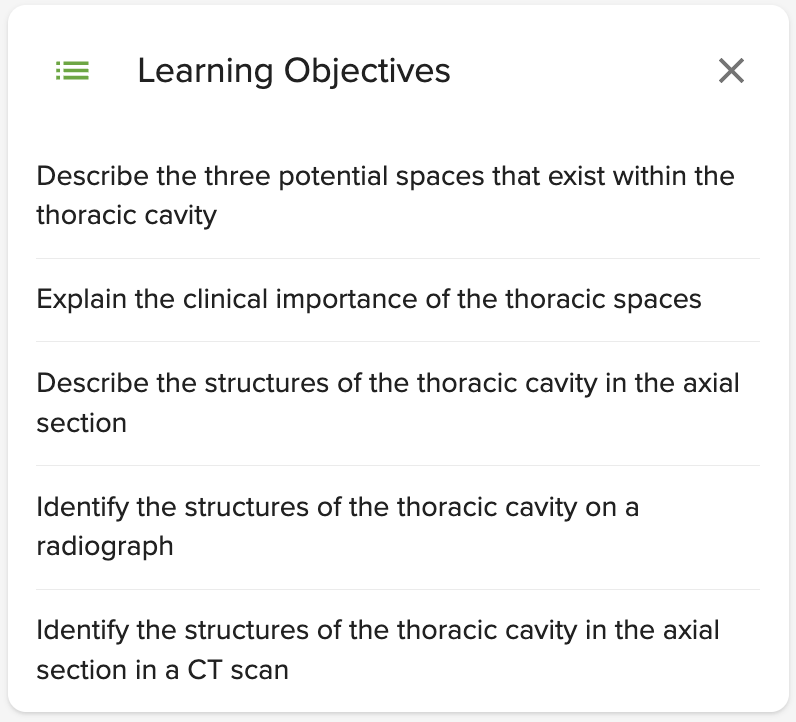 Learning Objectives
Describe the three potential spaces that exist within the
thoracic cavity
Explain the clinical importance of the thoracic spaces
Describe the structures of the thoracic cavity in the axial
section
Identify the structures of the thoracic cavity on a
radiograph
Identify the structures of the thoracic cavity in the axial
section in a CT scan